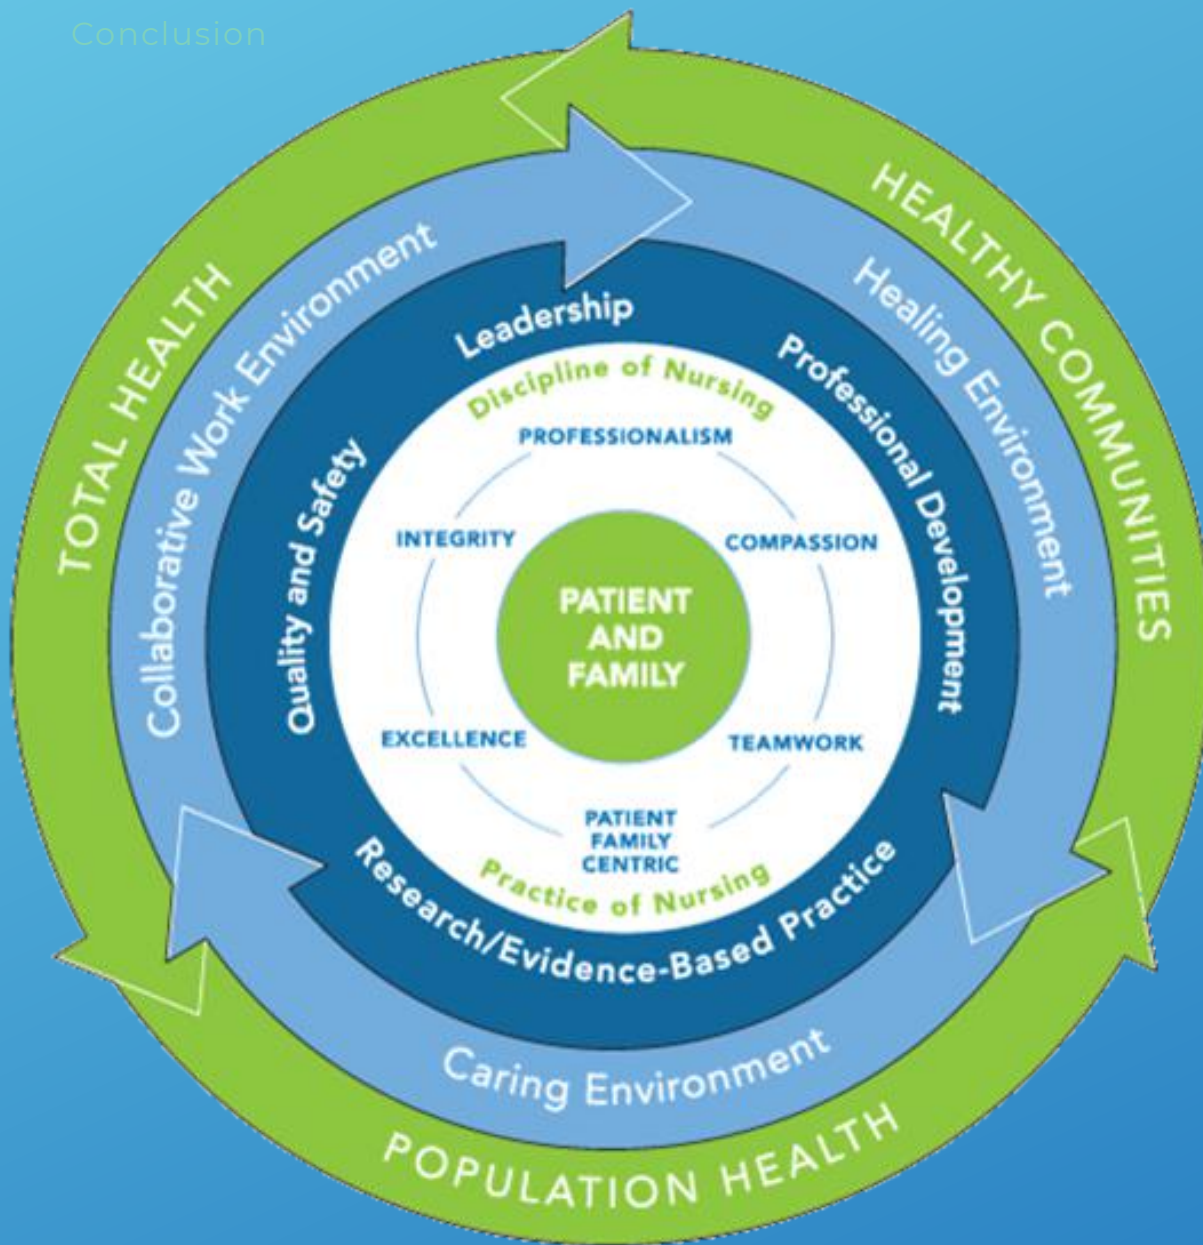 Conclusion
TOTAL HEALTH
HEALTHY COMMUNITIES
POPULATION HEALTH
Collaborative Work Environment
Healing Environment
Caring Environment
Leadership
Professional Development
Quality and Safety
Research/Evidence-Based Practice
Discipline of Nursing
PROFESSIONALISM
INTEGRITY
COMPASSION
PATIENT
AND
FAMILY
EXCELLENCE
TEAMWORK
PATIENT
FAMILY
CENTRIC
Practice of Nursing